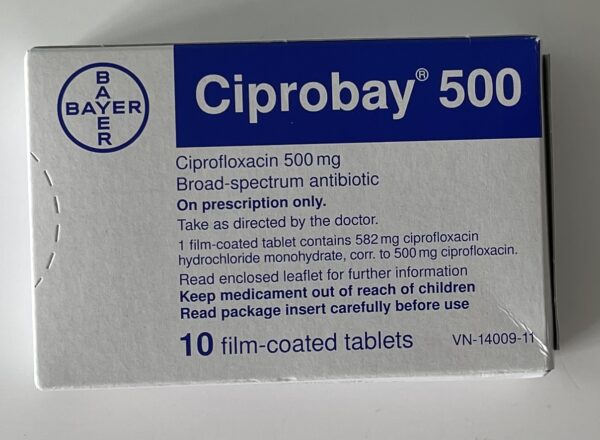 BAYER
BAYER
Ciprobay® 500
Ciprofloxacin 500 mg
Broad-spectrum antibiotic
On prescription only.
Take as directed by the doctor.
1 film-coated tablet contains 582 mg ciprofloxacin
hydrochloride monohydrate, corr. to 500 mg ciprofloxacin.
Read enclosed leaflet for further information
Keep medicament out of reach of children
Read package insert carefully before use
10 film-coated tablets
VN-14009-11